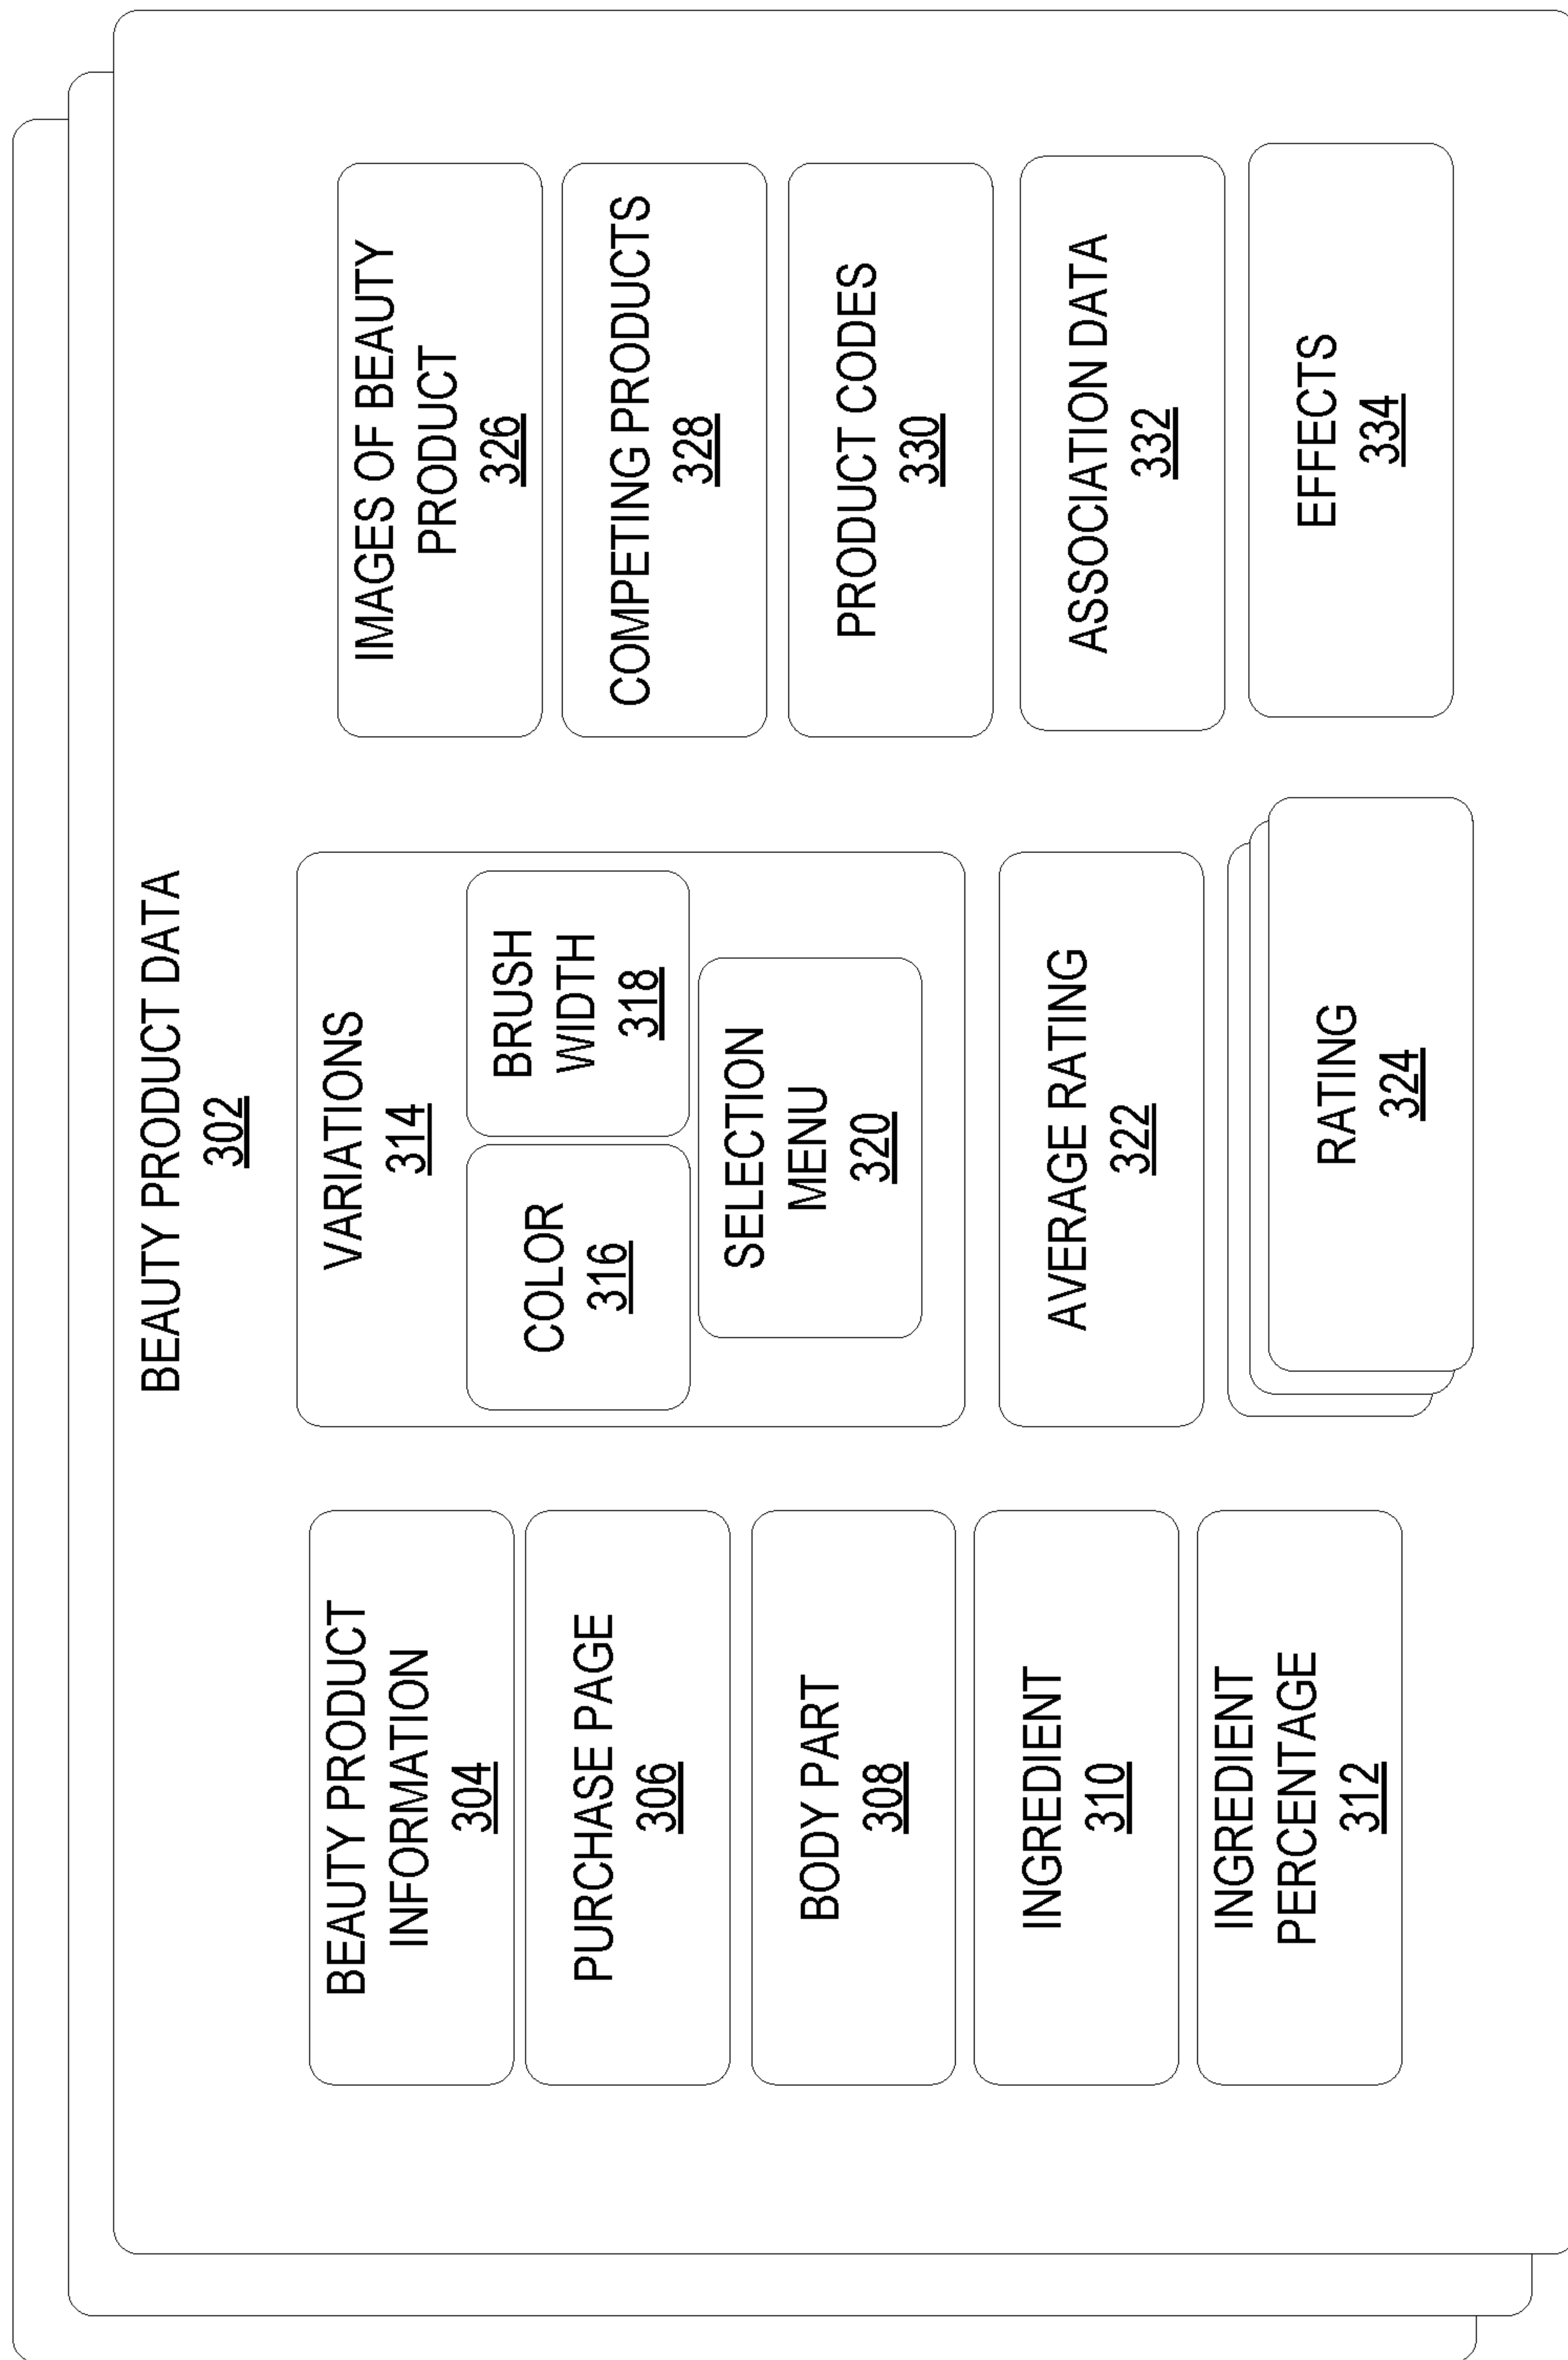 BEAUTY PRODUCT DATA
302
BEAUTY PRODUCT
INFORMATION
304
PURCHASE PAGE
306
BODY PART
308
INGREDIENT
310
INGREDIENT
PERCENTAGE
312
VARIATIONS
314
COLOR
316
BRUSH
WIDTH
318
SELECTION
MENU
320
AVERAGE RATING
322
RATING
324
IMAGES OF BEAUTY
PRODUCT
326
COMPETING PRODUCTS
328
PRODUCT CODES
330
ASSOCIATION DATA
332
EFFECTS
334